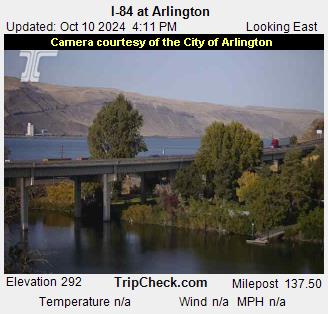 I-84 at Arlington
Updated: Oct 10 2024 4:11 PM Looking East
Camera courtesy of the City of Arlington
Elevation 292 TripCheck.com Milepost 137.50
Temperature n/a Wind n/a MPH n/a